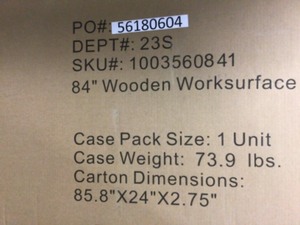 PO#: 56180604
DEPT#: 23S
SKU#: 1003560841
84" Wooden Worksurface
Case Pack Size: 1 Unit
Case Weight: 73.9 lbs.
Carton Dimensions:
85.8"X24"X2.75"